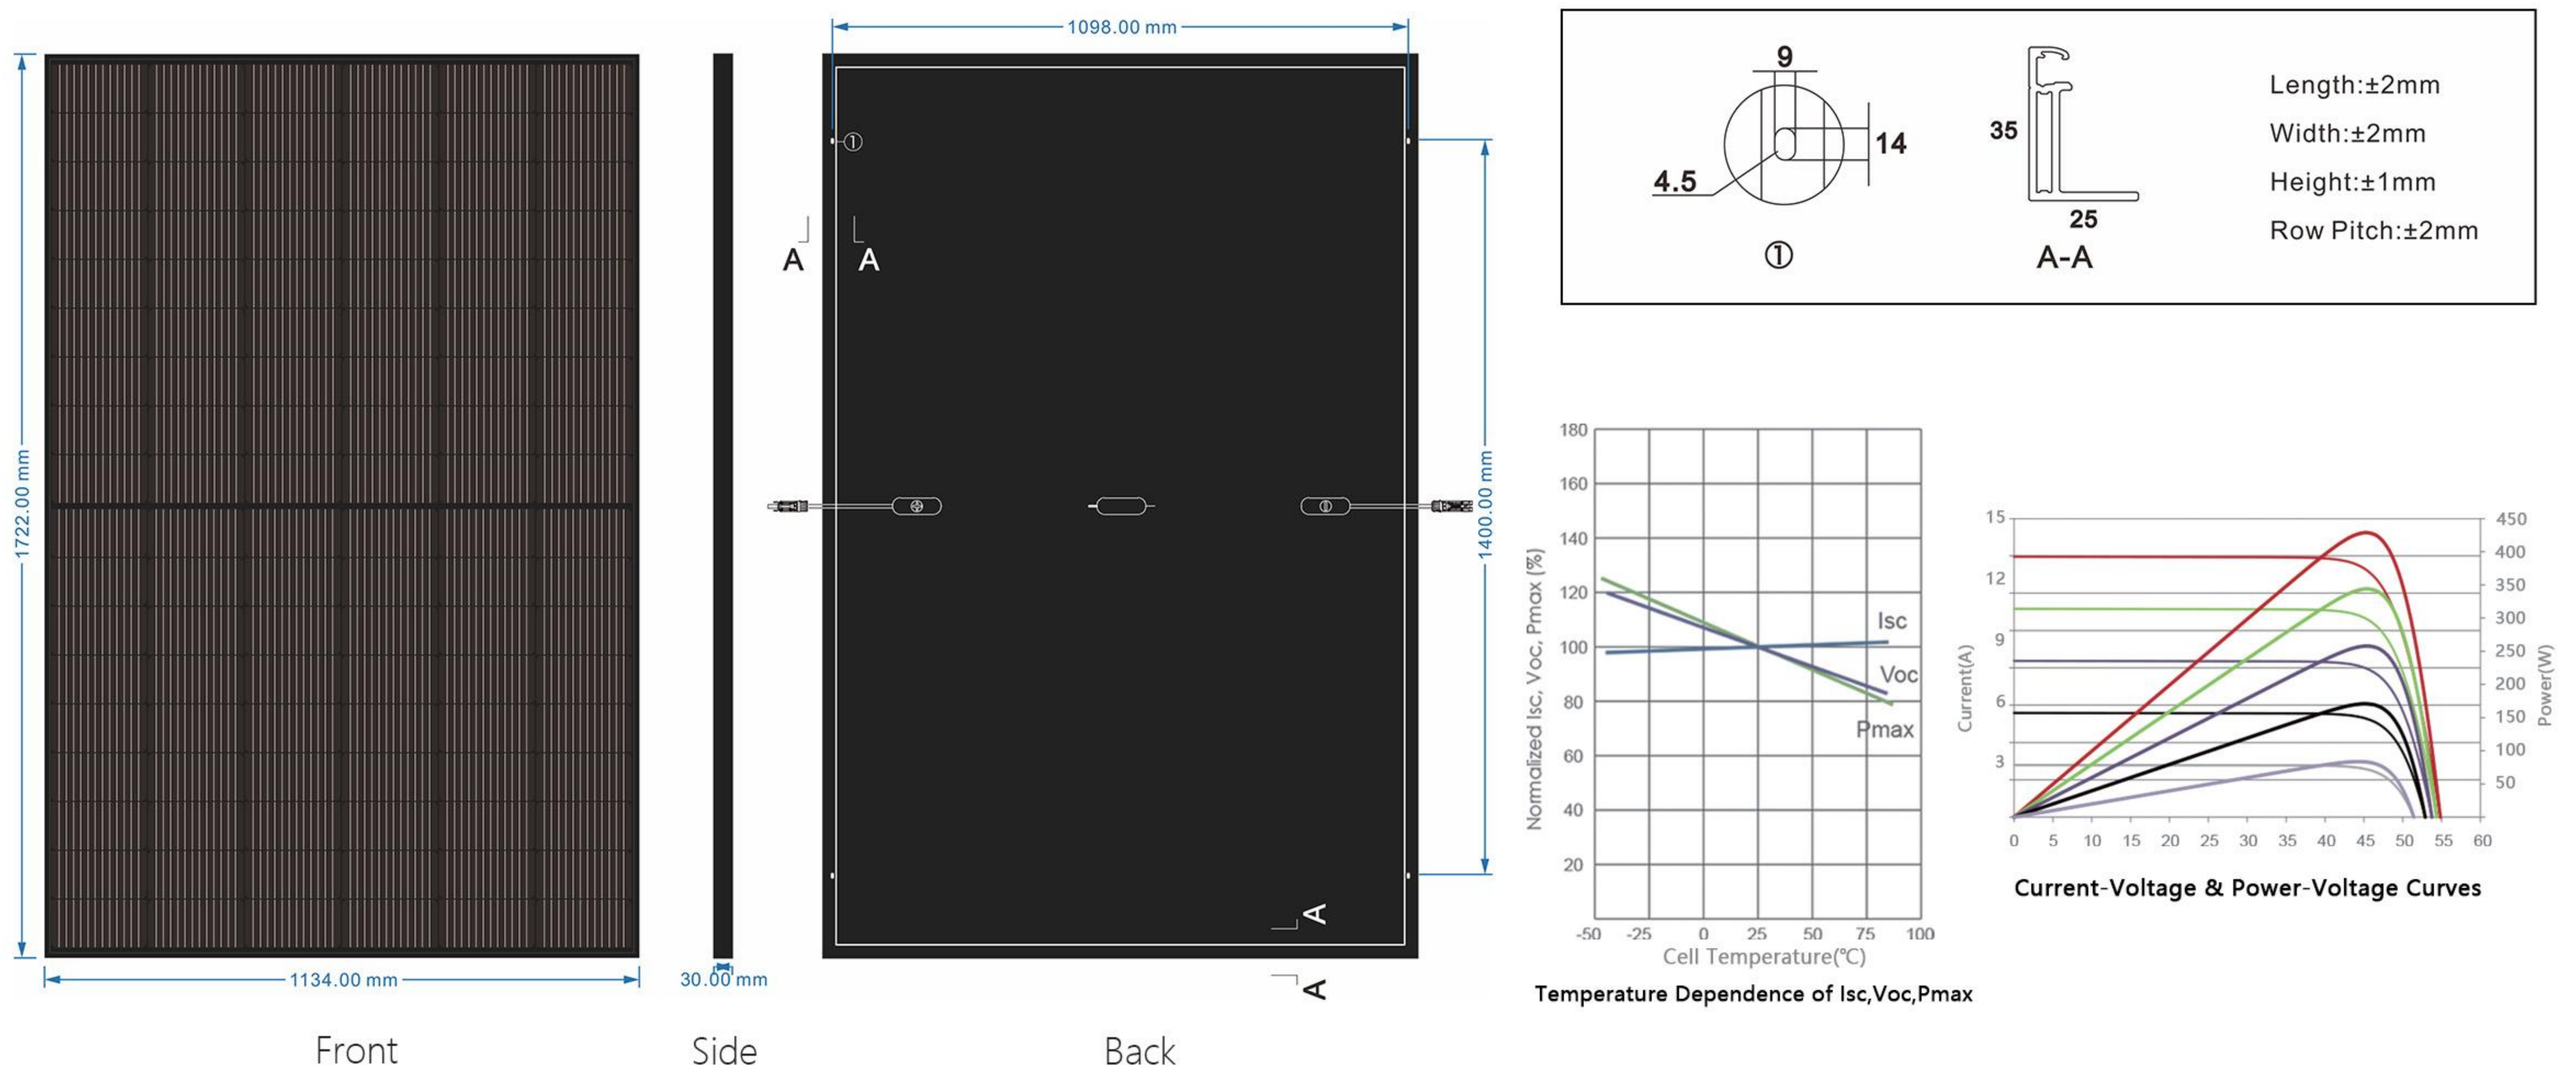 1722.00 mm
1134.00 mm
Front
30.00 mm
Side
1098.00 mm
①
A
A
1400.00 mm
A
A
Back
9
14
4.5
①
35
25
A-A
Length:±2mm
Width:±2mm
Height:±1mm
Row Pitch:±2mm
Normalized Isc, Voc, Pmax (%)
180
160
140
120
100
80
60
40
20
Isc
Voc
Pmax
-50 -25 0 25 50 75 100
Cell Temperature(℃)
Temperature Dependence of Isc,Voc,Pmax
Current(A)
15
12
9
6
3
450
400
350
300
250
200
150
100
50
Power(W)
0 5 10 15 20 25 30 35 40 45 50 55 60
Current-Voltage & Power-Voltage Curves